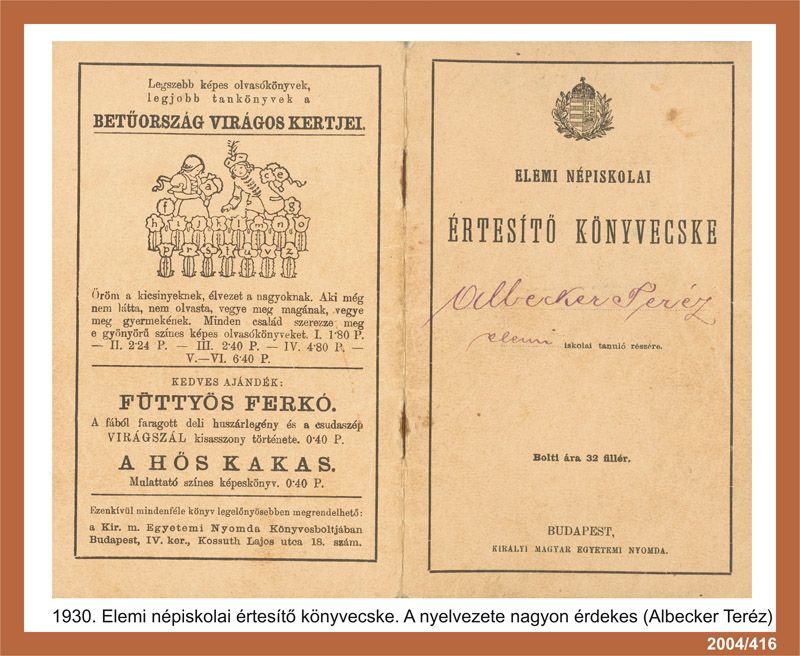 Legszebb képes olvasókönyvek,
legjobb tankönyvek a
BETŰORSZÁG VIRÁGOS KERTJEI.
a c e
f g
h i k l m n o
p r s t u v z
Öröm a kicsinyeknek, élvezet a nagyoknak. Aki még
nem látta, nem olvasta, vegye meg magának, vegye
meg gyermekének. Minden család szerezze meg
e gyönyörű színes képes olvasókönyveket. I. 1·80 P.
— II. 2·24 P. — III. 2·40 P. — IV. 4·80 P. —
V.—VI. 6·40 P.
KEDVES AJÁNDÉK:
FÜTTYÖS FERKÓ.
A fából faragott deli huszárlegény és a csudaszép
VIRÁGSZÁL kisasszony története. 0·40 P.
A HŐS KAKAS.
Mulattató színes képeskönyv. 0·40 P.
Ezenkívül mindenféle könyv legelőnyösebben megrendelhető:
a Kir. m. Egyetemi Nyomda Könyvesboltjában
Budapest, IV. ker., Kossuth Lajos utca 18. szám.
ELEMI NÉPISKOLAI
ÉRTESÍTŐ KÖNYVECSKE
Albecker Teréz
elemi iskolai tanuló részére.
Bolti ára 32 fillér.
BUDAPEST,
KIRÁLYI MAGYAR EGYETEMI NYOMDA.
1930. Elemi népiskolai értesítő könyvecske. A nyelvezete nagyon érdekes (Albecker Teréz)
2004/416